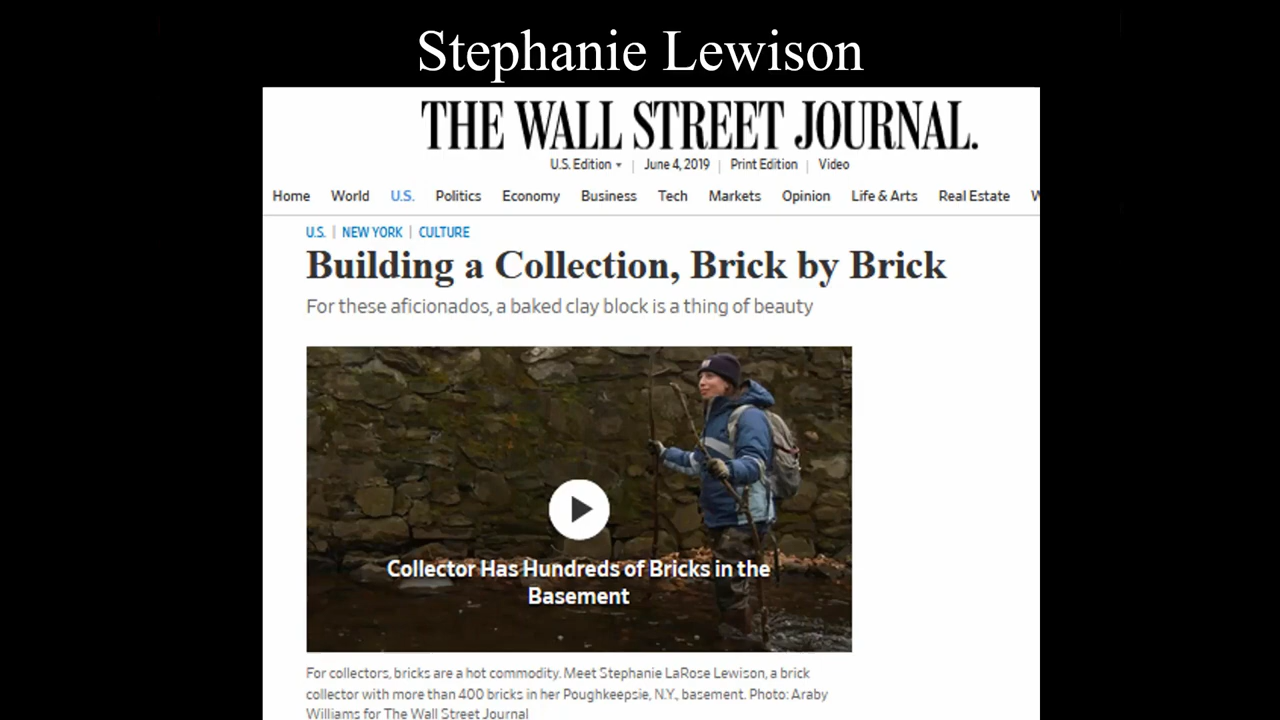 Stephanie Lewison
THE WALL STREET JOURNAL.
U.S. Edition | June 4, 2019 | Print Edition | Video
Home World U.S. Politics Economy Business Tech Markets Opinion Life & Arts Real Estate
U.S. | NEW YORK | CULTURE
Building a Collection, Brick by Brick
For these aficionados, a baked clay block is a thing of beauty
Collector Has Hundreds of Bricks in the
Basement
For collectors, bricks are a hot commodity. Meet Stephanie LaRose Lewison, a brick
collector with more than 400 bricks in her Poughkeepsie, N.Y., basement. Photo: Araby
Williams for The Wall Street Journal